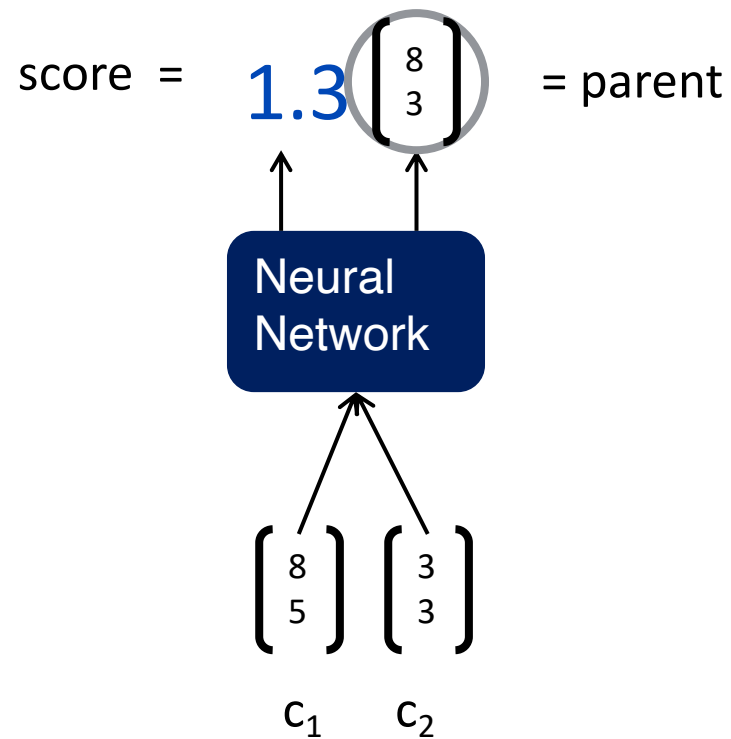 score = 1.3 [8 3] = parent
Neural
Network
8 3
5 3
c₁ c₂